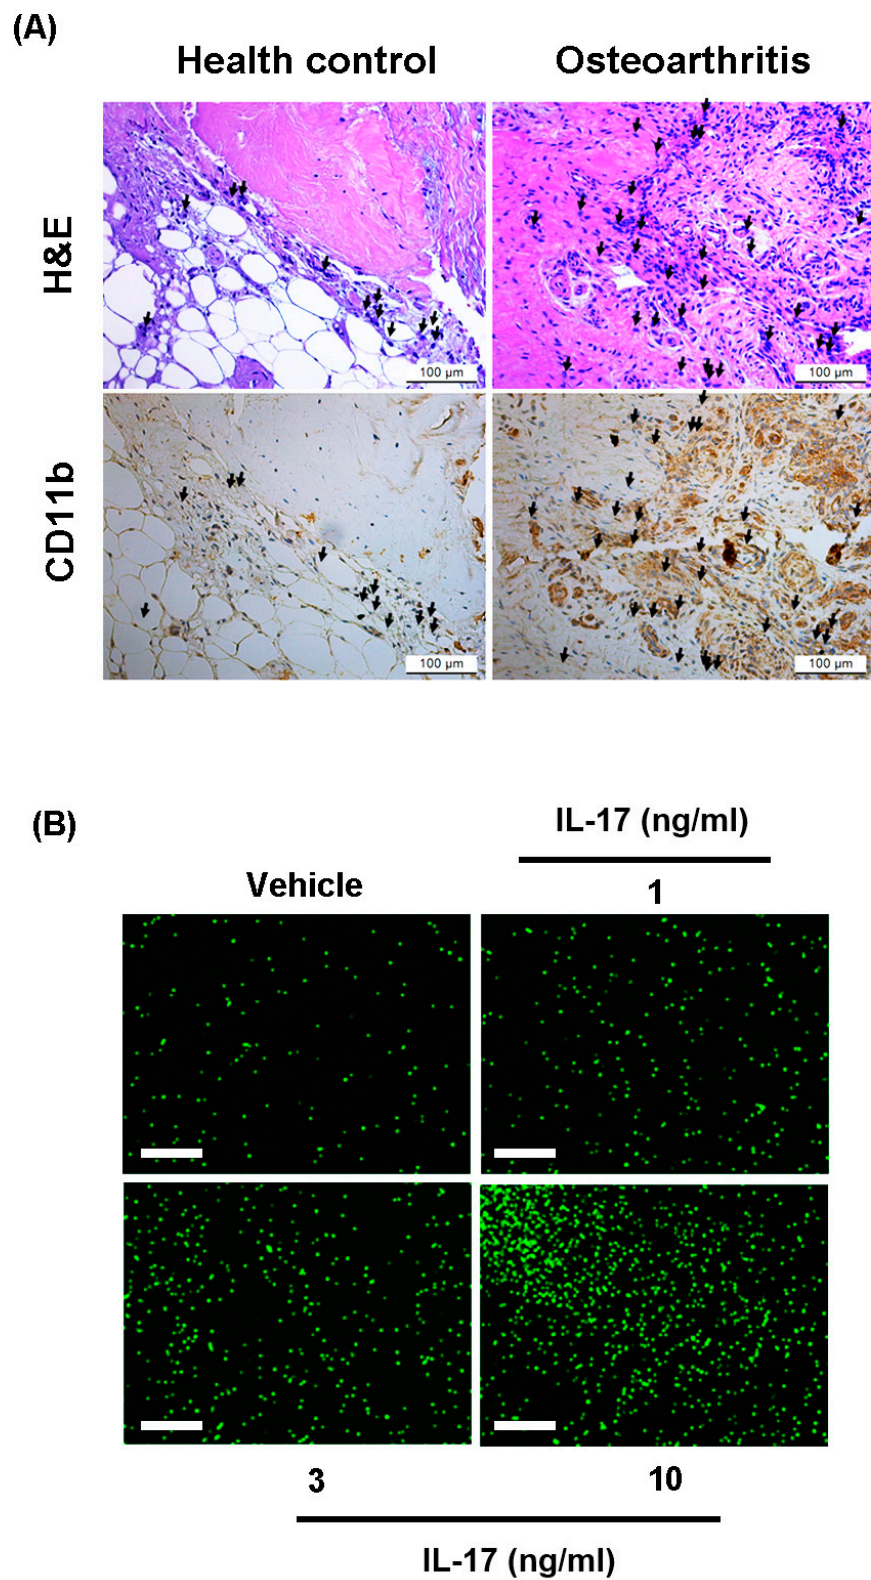 (A)
Health control
Osteoarthritis
H&E
100 µm
100 µm
CD11b
100 µm
100 µm
(B)
IL-17 (ng/ml)
Vehicle
1
3
10
IL-17 (ng/ml)